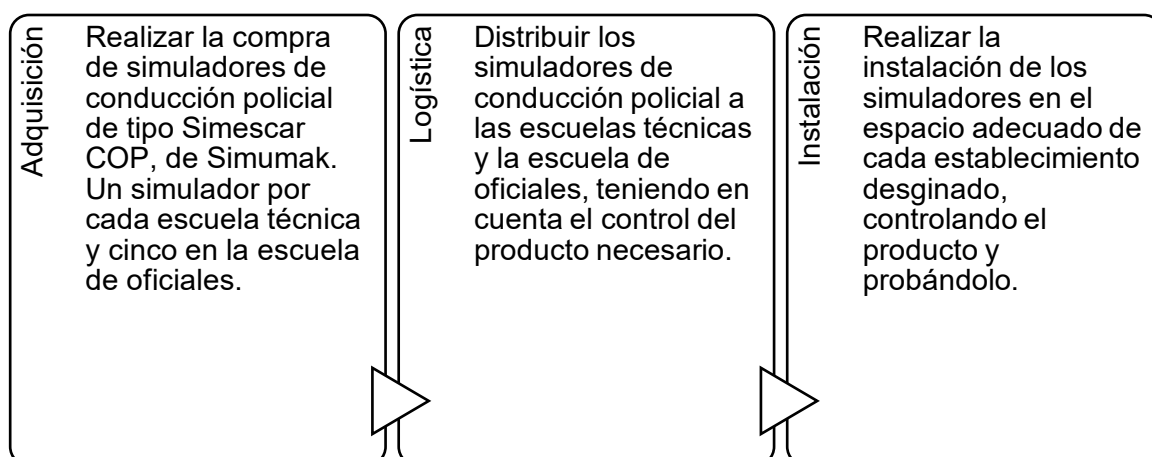 Adquisición
Realizar la compra
de simuladores de
conducción policial
de tipo Simescar
COP, de Simumak.
Un simulador por
cada escuela técnica
y cinco en la escuela
de oficiales.
Logística
Distribuir los
simuladores de
conducción policial a
las escuelas técnicas
y la escuela de
oficiales, teniendo en
cuenta el control del
producto necesario.
Instalación
Realizar la
instalación de los
simuladores en el
espacio adecuado de
cada establecimiento
desginado,
controlando el
producto y
probándolo.